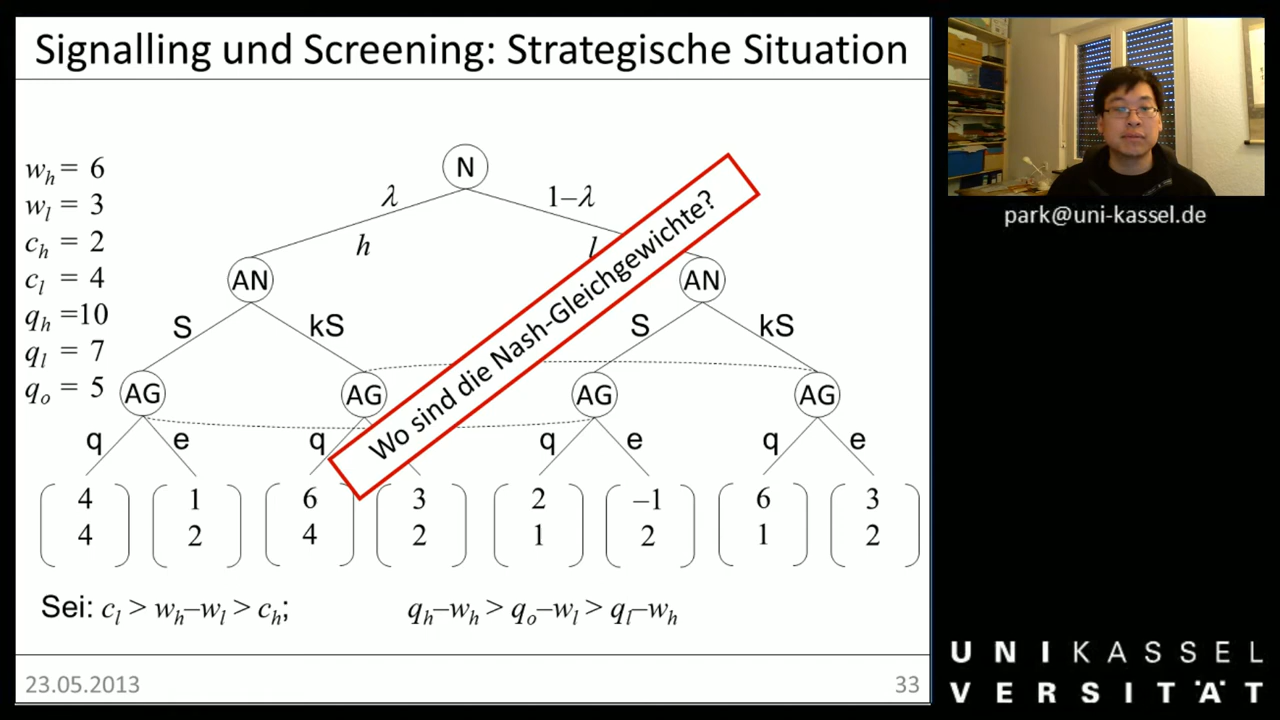 Signalling und Screening: Strategische Situation
w_h = 6
w_l = 3
c_h = 2
c_l = 4
q_h =10
q_l = 7
q_o = 5
N
λ 1–λ
h l
AN AN
S kS S kS
AG AG AG AG
q e q q e q e
4 1 6 3 2 –1 6 3
4 2 4 2 1 2 1 2
Wo sind die Nash-Gleichgewichte?
Sei: c_l > w_h–w_l > c_h; q_h–w_h > q_o–w_l > q_l–w_h
23.05.2013 33
park@uni-kassel.de
UNIKASSEL
VERSITÄT